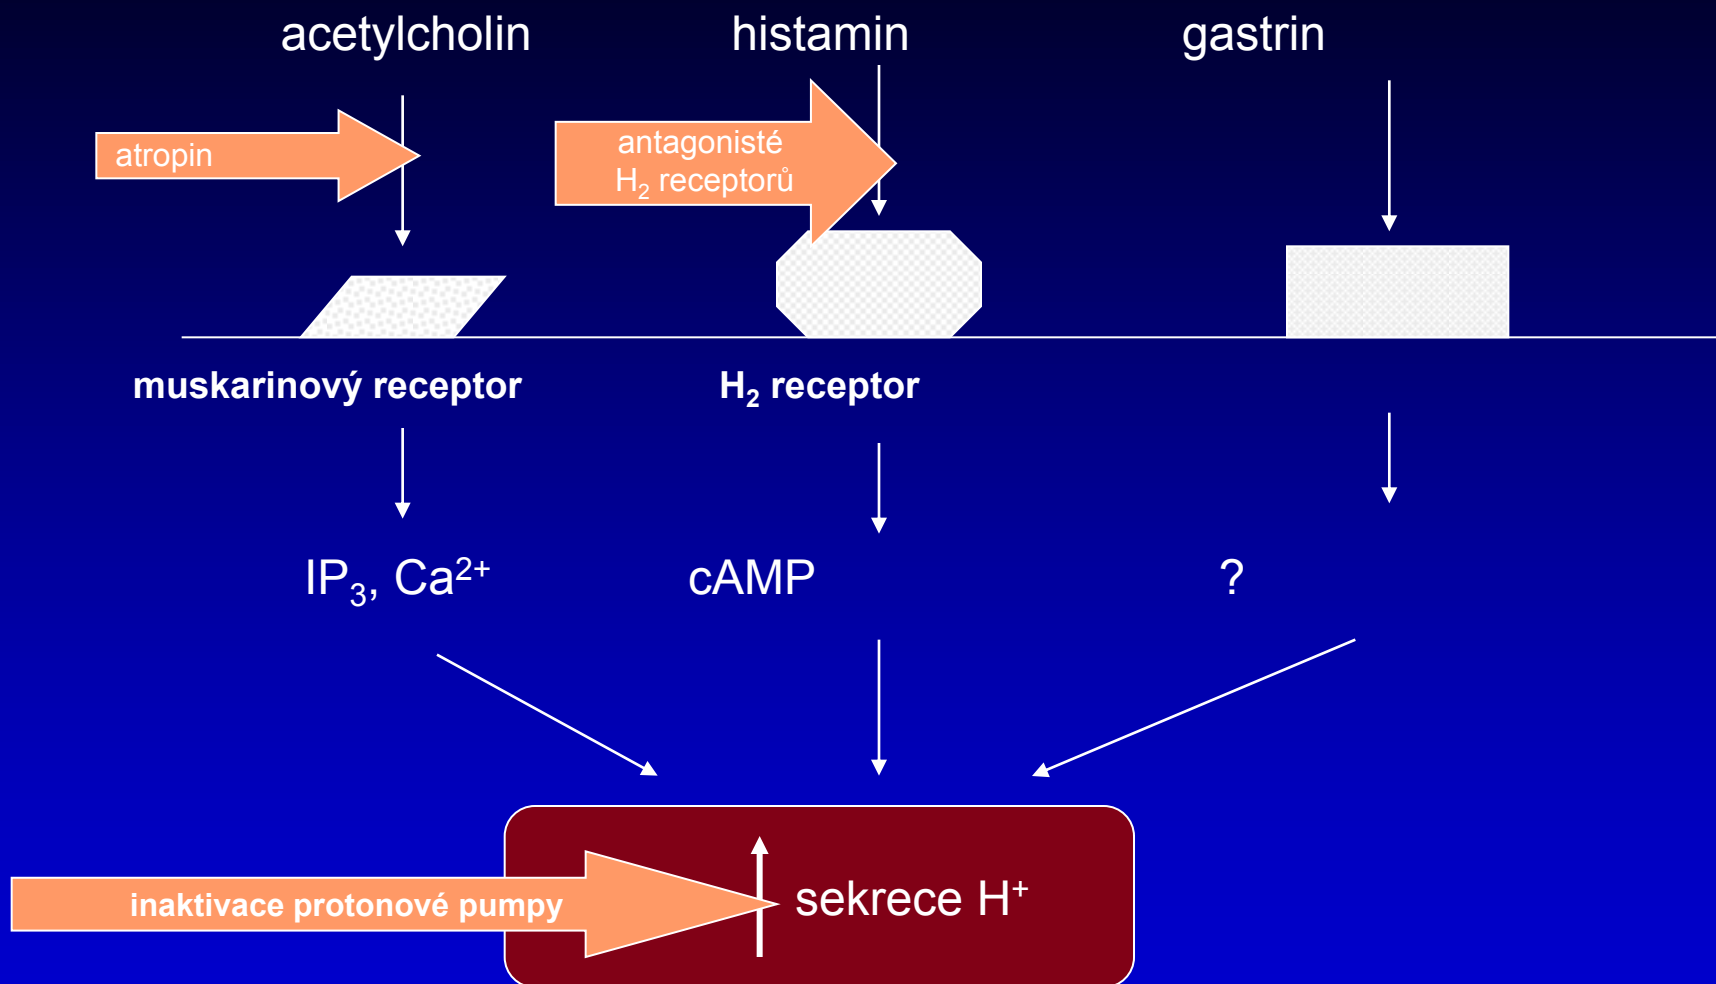 acetylcholin
histamin
gastrin
atropin
antagonisté
H₂ receptorů
muskarinový receptor
H₂ receptor
IP₃, Ca²⁺
cAMP
?
inaktivace protonové pumpy
sekrece H⁺